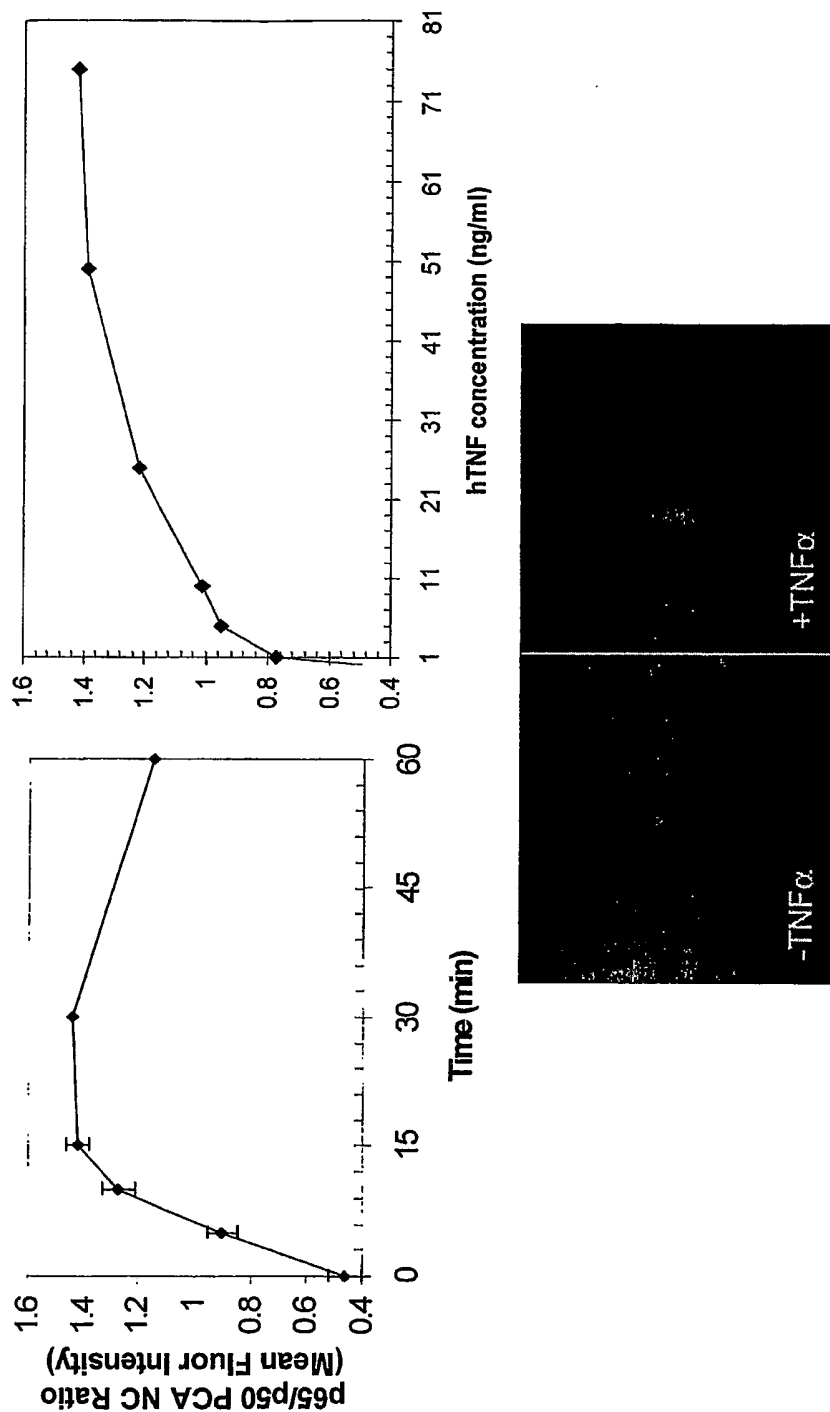 p65/p50 PCA NC Ratio
(Mean Fluor Intensity)
1.6
1.4
1.2
1
0.8
0.6
0.4
0 15 30 45 60
Time (min)
1.6
1.4
1.2
1
0.8
0.6
0.4
1 11 21 31 41 51 61 71 81
hTNF concentration (ng/ml)
-TNFα
+TNFα